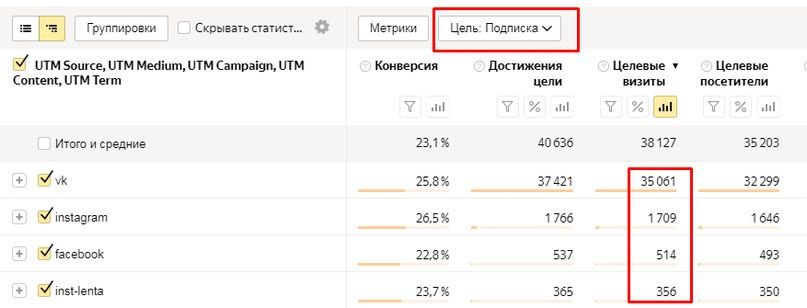 Группировки Скрывать статист... Метрики Цель: Подписка
UTM Source, UTM Medium, UTM Campaign, UTM Content, UTM Term
Конверсия Достижения цели Целевые визиты ▼ Целевые посетители
Итого и средние 23,1 % 40 636 38 127 35 203
vk 25,8 % 37 421 35 061 32 299
instagram 26,5 % 1 766 1 709 1 646
facebook 22,8 % 537 514 493
inst-lenta 23,7 % 365 356 350